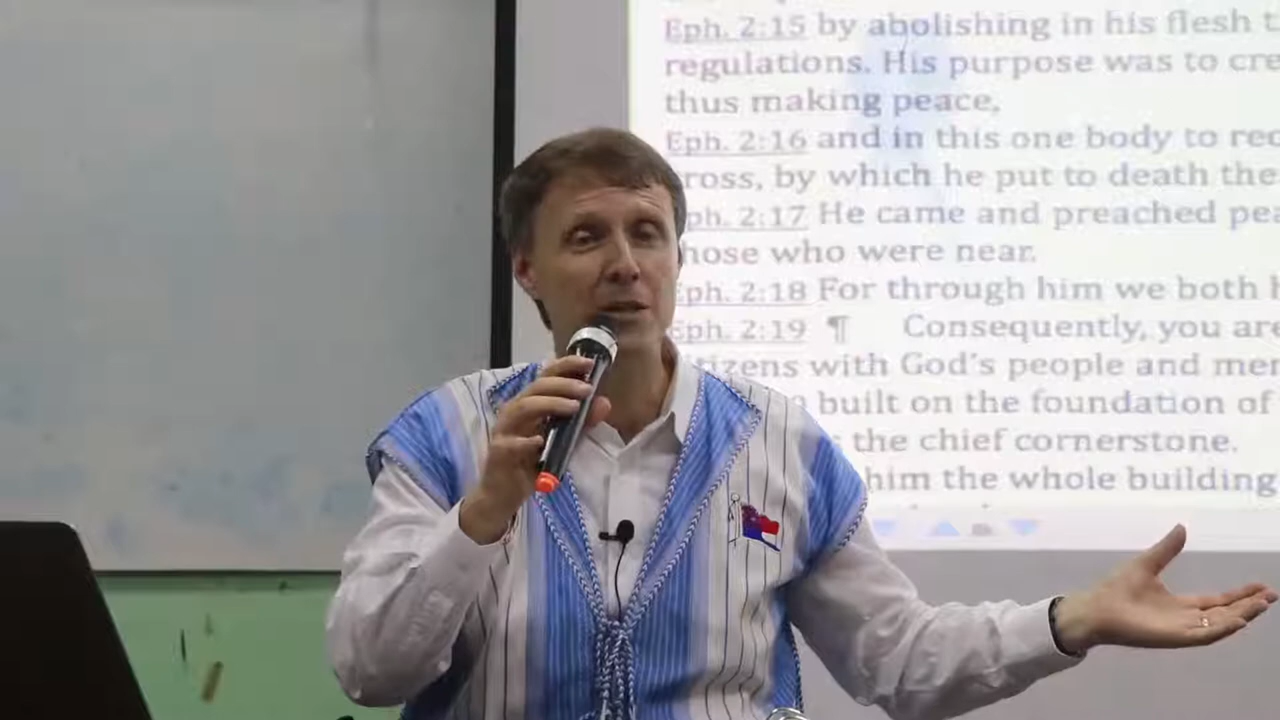 Eph. 2:15 by abolishing in his flesh
regulations. His purpose was to cre
thus making peace,
Eph. 2:16 and in this one body to rec
ross, by which he put to death the
ph. 2:17 He came and preached pea
hose who were near.
ph. 2:18 For through him we both h
Eph. 2:19 ¶ Consequently, you are
itizens with God's people and mem
built on the foundation of
the chief cornerstone.
him the whole building